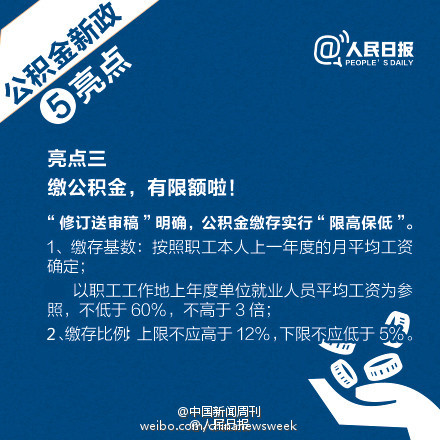 公积金新政
5亮点
@人民日报
PEOPLE'S DAILY
亮点三
缴公积金，有限额啦！
“修订送审稿”明确，公积金缴存实行“限高保低”。
1、缴存基数：按照职工本人上一年度的月平均工资
确定；
以职工工作地上年度单位就业人员平均工资为参
照，不低于60%，不高于3倍；
2、缴存比例：上限不应高于12%，下限不应低于5%。
@中国新闻周刊
@人民日报
weibo.com/chinanewsweek